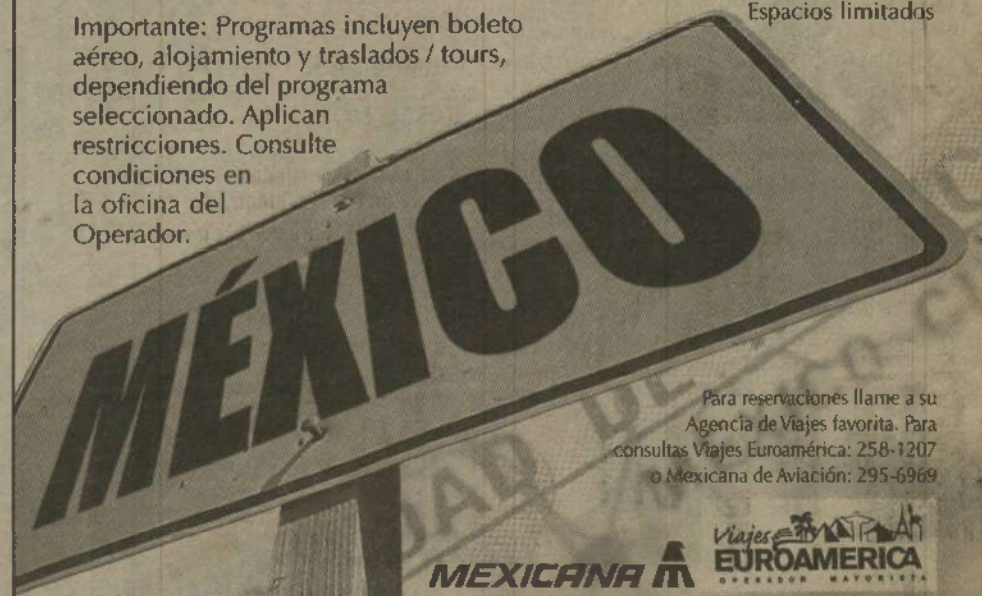 Importante: Programas incluyen boleto
aéreo, alojamiento y traslados / tours,
dependiendo del programa
seleccionado. Aplican
restricciones. Consulte
condiciones en
la oficina del
Operador.
Espacios limitados
MÉXICO
Para reservaciones llame a su
Agencia de Viajes favorita. Para
consultas Viajes Euroamérica: 258-1207
o Mexicana de Aviación: 295-6969
MEXICANA
Viajes
EUROAMERICA
OPERADOR MAYORISTA